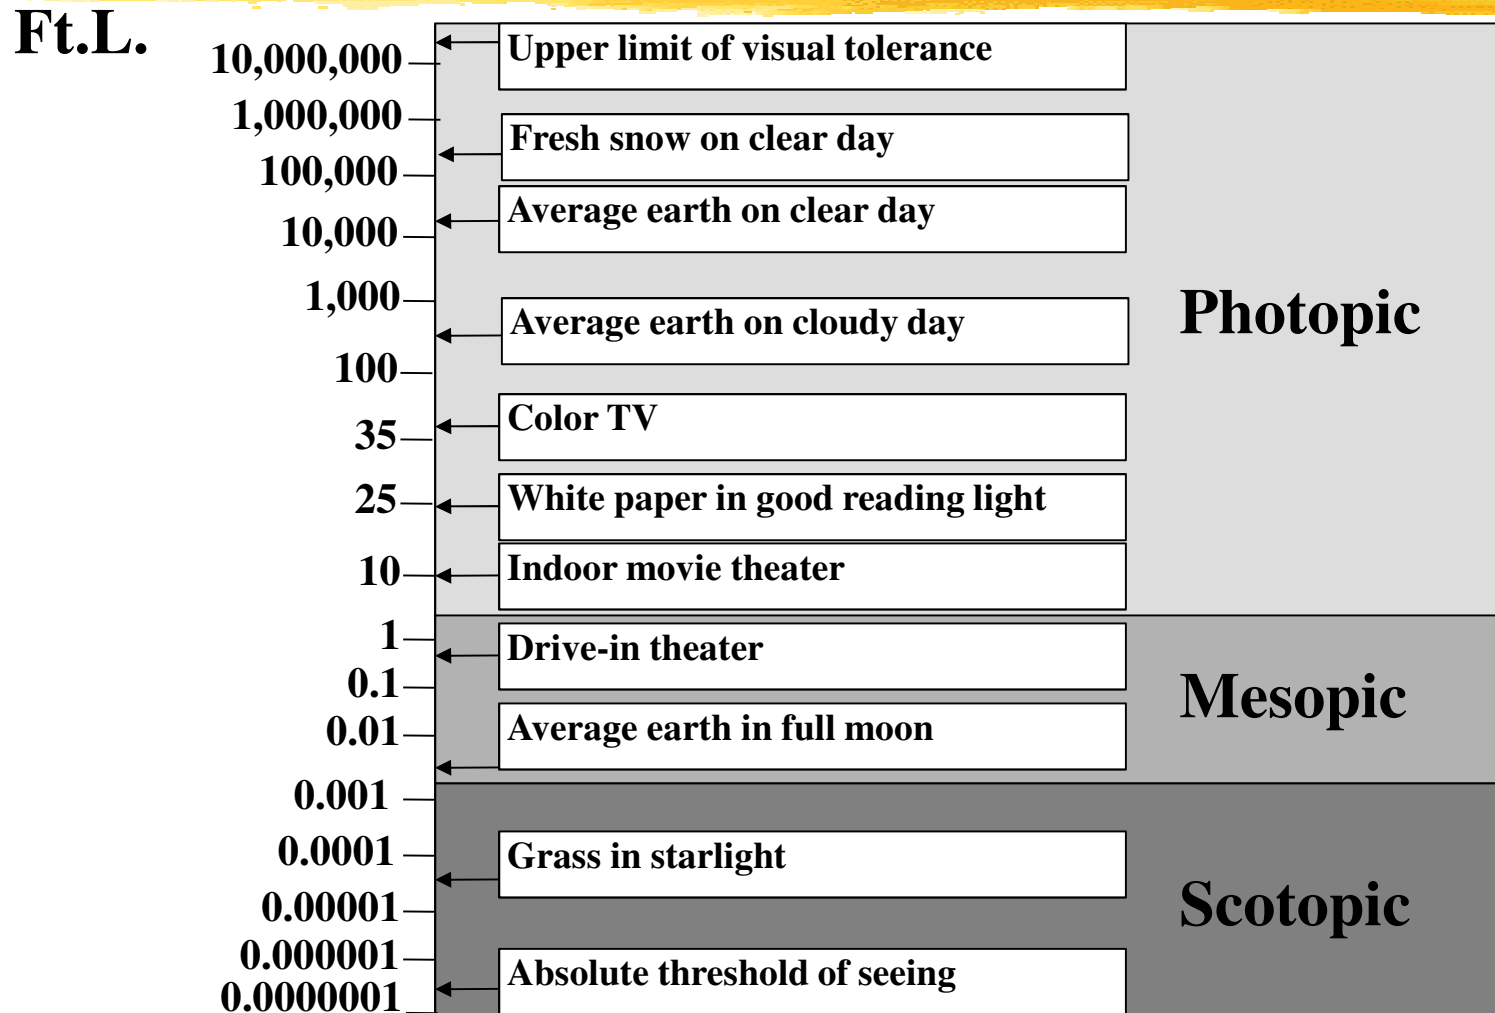 Ft.L.
10,000,000
Upper limit of visual tolerance
1,000,000
Fresh snow on clear day
100,000
Average earth on clear day
10,000
1,000
Photopic
Average earth on cloudy day
100
Color TV
35
25
White paper in good reading light
10
Indoor movie theater
1
Drive-in theater
0.1
Mesopic
0.01
Average earth in full moon
0.001
0.0001
Grass in starlight
0.00001
Scotopic
0.000001
Absolute threshold of seeing
0.0000001